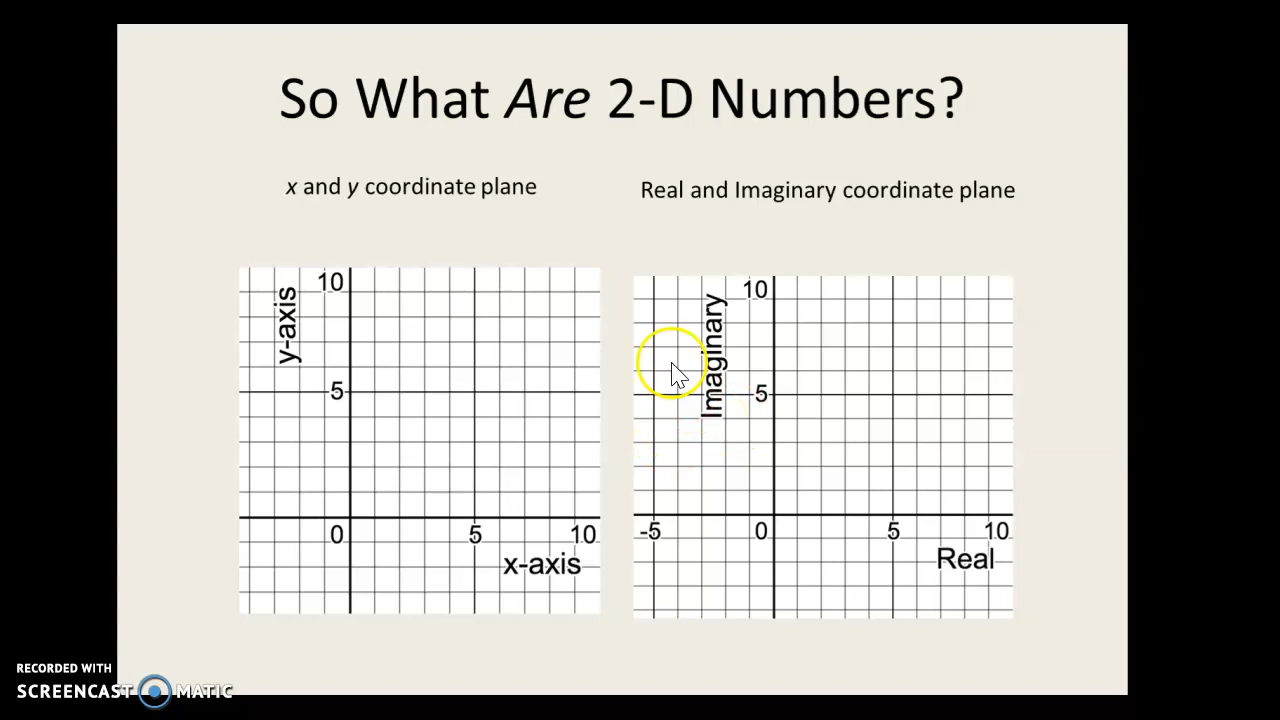 So What Are 2-D Numbers?
x and y coordinate plane
Real and Imaginary coordinate plane
10
y-axis
5
0
5
10
x-axis
10
Imaginary
5
-5
0
5
10
Real
RECORDED WITH
SCREENCAST MATIC